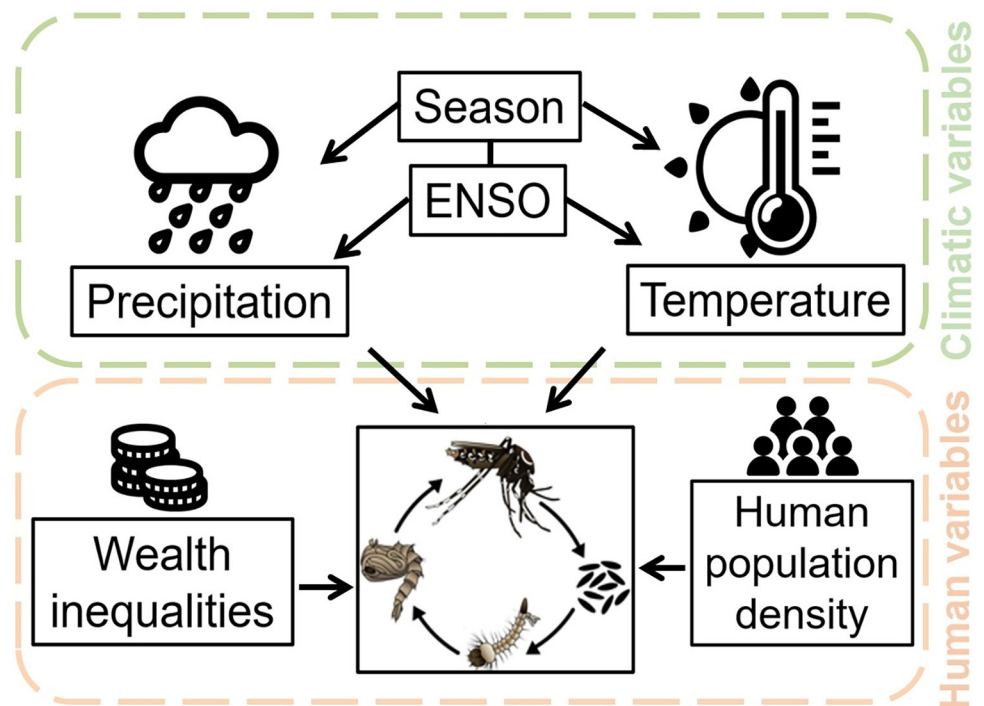 Season
ENSO
Precipitation
Temperature
Climatic variables
Wealth
inequalities
Human
population
density
Human variables